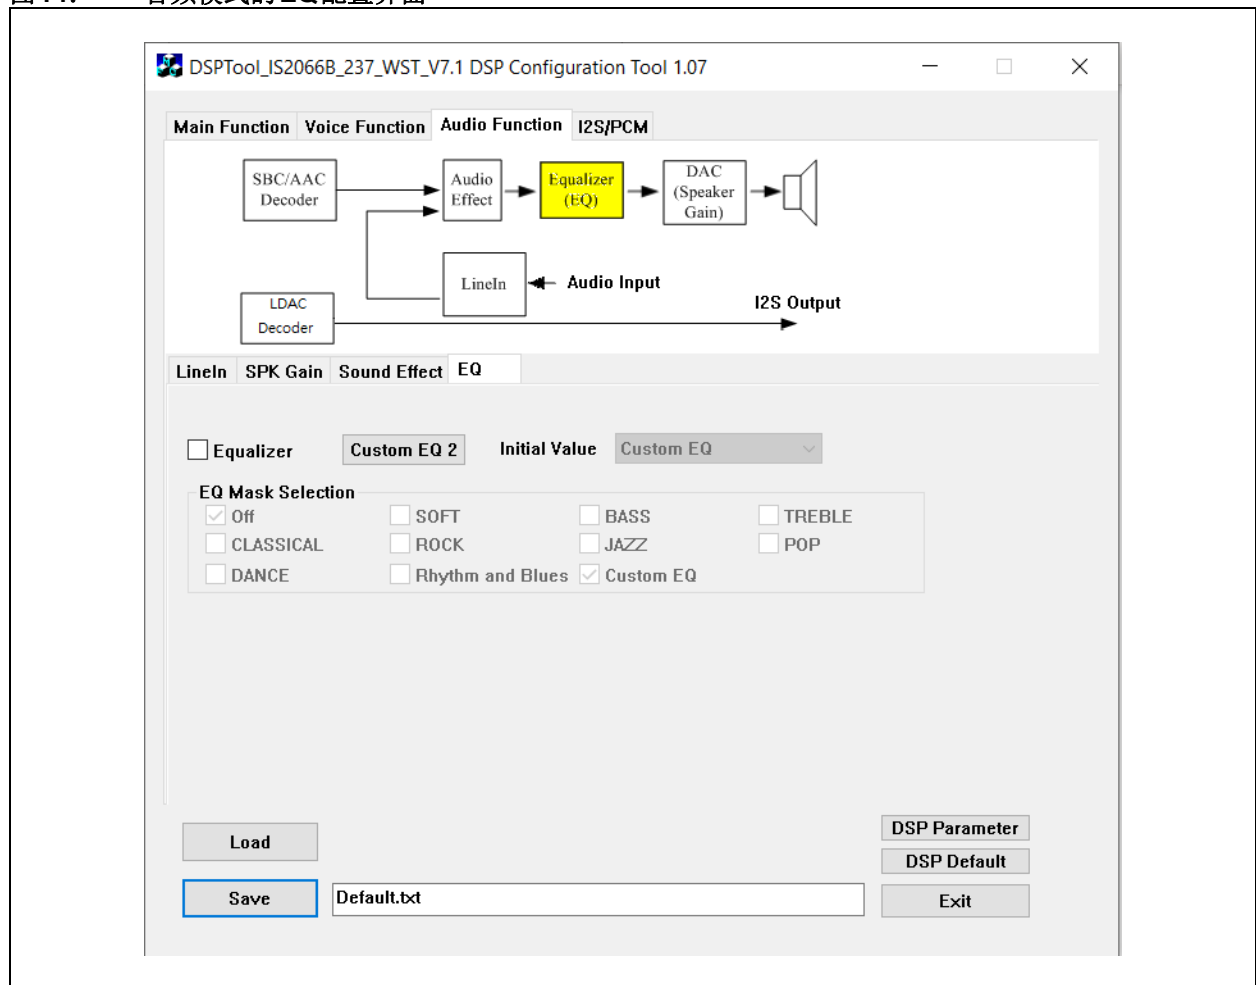 DSPTool_IS2066B_237_WST_V7.1 DSP Configuration Tool 1.07
Main Function Voice Function Audio Function I2S/PCM
SBC/AAC
Decoder
Audio
Effect
Equalizer
(EQ)
DAC
(Speaker
Gain)
LineIn
Audio Input
LDAC
Decoder
I2S Output
LineIn SPK Gain Sound Effect EQ
Equalizer Custom EQ 2 Initial Value Custom EQ
EQ Mask Selection
Off SOFT BASS TREBLE
CLASSICAL ROCK JAZZ POP
DANCE Rhythm and Blues Custom EQ
Load
DSP Parameter
DSP Default
Save Default.txt Exit